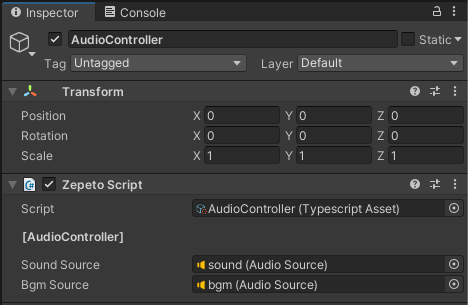 Inspector Console
AudioController Static
Tag Untagged Layer Default
Transform
Position X 0 Y 0 Z 0
Rotation X 0 Y 0 Z 0
Scale X 1 Y 1 Z 1
Zepeto Script
Script AudioController (Typescript Asset)
[AudioController]
Sound Source sound (Audio Source)
Bgm Source bgm (Audio Source)